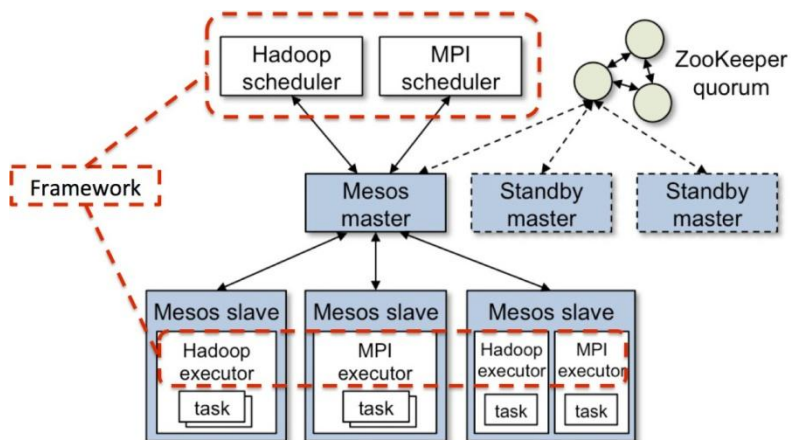 Hadoop
scheduler
MPI
scheduler
ZooKeeper
quorum
Framework
Mesos
master
Standby
master
Standby
master
Mesos slave
Hadoop
executor
task
Mesos slave
MPI
executor
task
Mesos slave
Hadoop
executor
task
MPI
executor
task